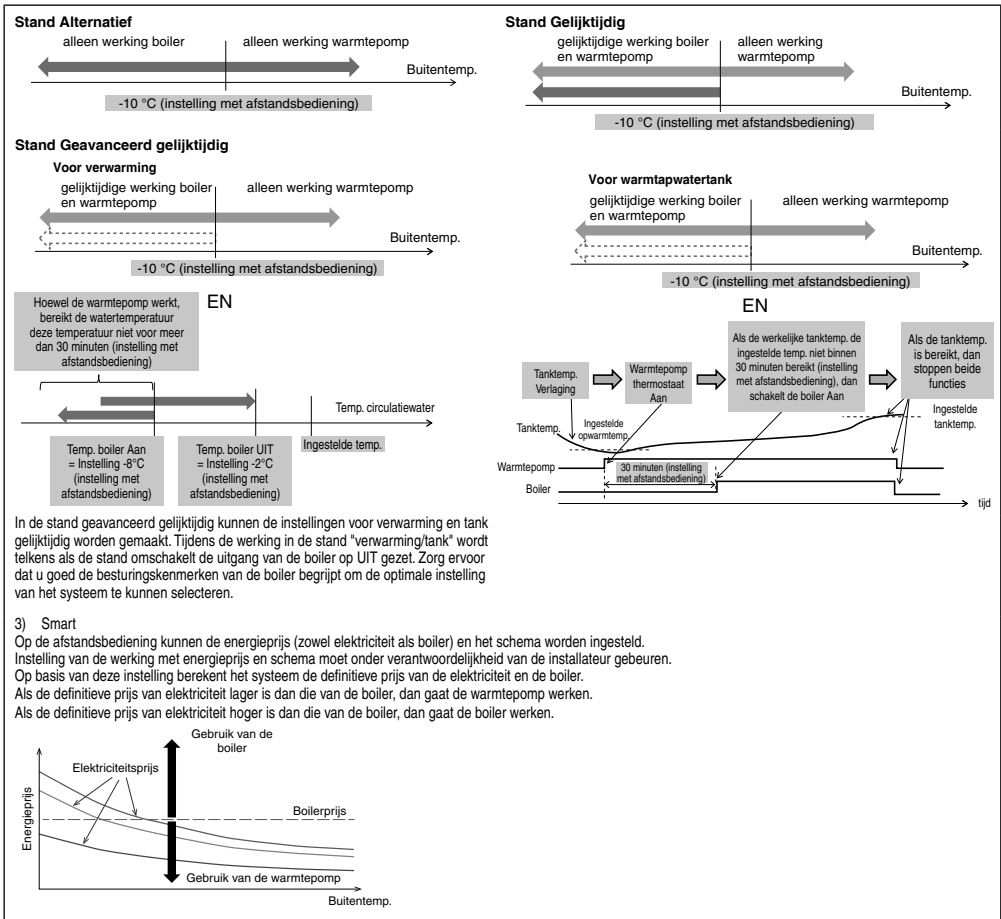 Stand Alternatief
alleen werking boiler
alleen werking warmtepomp
Buitentemp.
-10 °C (instelling met afstandsbediening)
Stand Gelijktijdig
gelijktijdige werking boiler
en warmtepomp
alleen werking
warmtepomp
Buitentemp.
-10 °C (instelling met afstandsbediening)
Stand Geavanceerd gelijktijdig
Voor verwarming
gelijktijdige werking boiler
en warmtepomp
alleen werking warmtepomp
Buitentemp.
-10 °C (instelling met afstandsbediening)
Voor warmtapwatertank
gelijktijdige werking boiler
en warmtepomp
alleen werking warmtepomp
Buitentemp.
-10 °C (instelling met afstandsbediening)
Hoewel de warmtepomp werkt,
bereikt de watertemperatuur
deze temperatuur niet voor meer
dan 30 minuten (instelling met
afstandsbediening)
EN
Temp. circulatiewater
Temp. boiler Aan
= Instelling -8°C
(instelling met
afstandsbediening)
Temp. boiler UIT
= Instelling -2°C
(instelling met
afstandsbediening)
Ingestelde temp.
EN
Tanktemp.
Verlaging
Warmtepomp
thermostaat
Aan
Als de werkelijke tanktemp. de
ingestelde temp. niet binnen
30 minuten bereikt (instelling
met afstandsbediening), dan
schakelt de boiler Aan
Als de tanktemp.
is bereikt, dan
stoppen beide
functies
Tanktemp.
Ingestelde
opwarmtemp.
Ingestelde
tanktemp.
Warmtepomp
30 minuten (instelling
met afstandsbediening)
Boiler
tijd
In de stand geavanceerd gelijktijdig kunnen de instellingen voor verwarming en tank
gelijktijdig worden gemaakt. Tijdens de werking in de stand "verwarming/tank" wordt
telkens als de stand omschakelt de uitgang van de boiler op UIT gezet. Zorg ervoor
dat u goed de besturingskenmerken van de boiler begrijpt om de optimale instelling
van het systeem te kunnen selecteren.
3) Smart
Op de afstandsbediening kunnen de energieprijs (zowel elektriciteit als boiler) en het schema worden ingesteld.
Instelling van de werking met energieprijs en schema moet onder verantwoordelijkheid van de installateur gebeuren.
Op basis van deze instelling berekent het systeem de definitieve prijs van de elektriciteit en de boiler.
Als de definitieve prijs van elektriciteit lager is dan die van de boiler, dan gaat de warmtepomp werken.
Als de definitieve prijs van elektriciteit hoger is dan die van de boiler, dan gaat de boiler werken.
Gebruik van de
boiler
Elektriciteitsprijs
Boilerprijs
Energieprijs
Gebruik van de warmtepomp
Buitentemp.